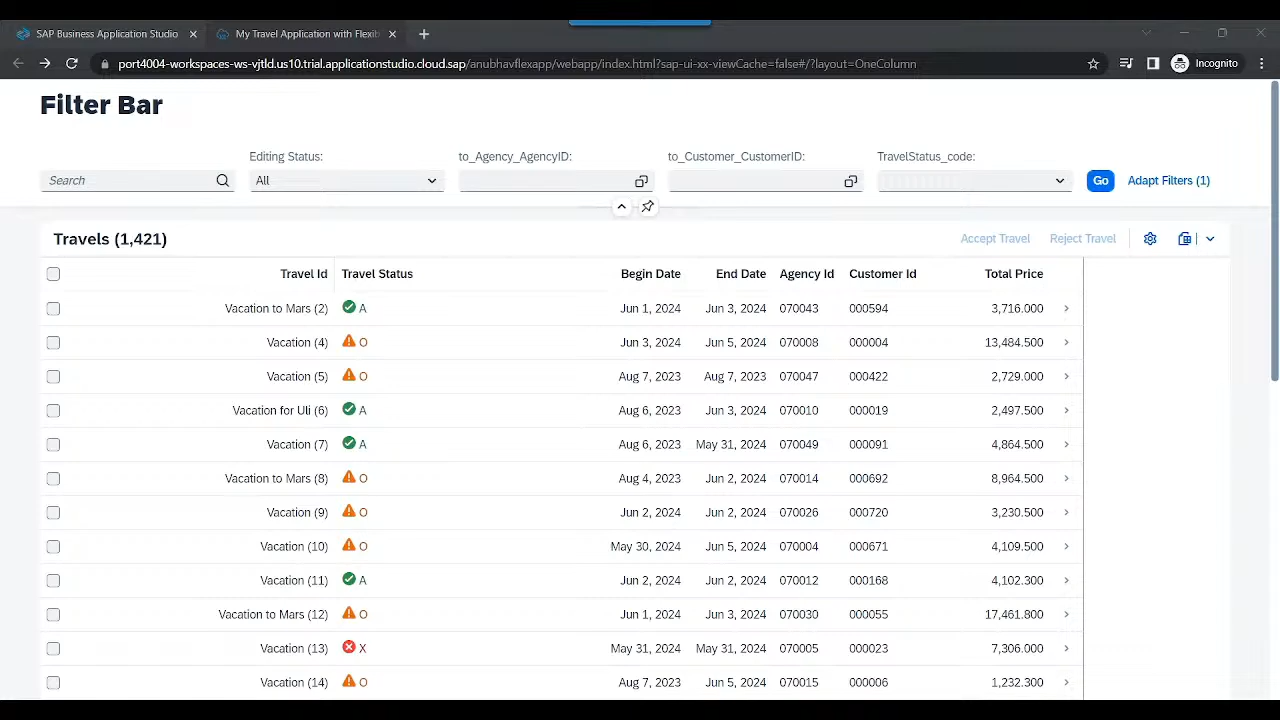 SAP Business Application Studio
My Travel Application with Flexib
port4004-workspaces-ws-vjtld.us10.trial.applicationstudio.cloud.sap/anubhavflexapp/webapp/index.html?sap-ui-xx-viewCache=false#/?layout=OneColumn
Incognito
Filter Bar
Editing Status: to_Agency_AgencyID: to_Customer_CustomerID: TravelStatus_code:
Search All Go Adapt Filters (1)
Travels (1,421) Accept Travel Reject Travel
Travel Id Travel Status Begin Date End Date Agency Id Customer Id Total Price
Vacation to Mars (2) A Jun 1, 2024 Jun 3, 2024 070043 000594 3,716.000
Vacation (4) O Jun 3, 2024 Jun 5, 2024 070008 000004 13,484.500
Vacation (5) O Aug 7, 2023 Aug 7, 2023 070047 000422 2,729.000
Vacation for Uli (6) A Aug 6, 2023 Jun 3, 2024 070010 000019 2,497.500
Vacation (7) A Aug 6, 2023 May 31, 2024 070049 000091 4,864.500
Vacation to Mars (8) O Aug 4, 2023 Jun 2, 2024 070014 000692 8,964.500
Vacation (9) O Jun 2, 2024 Jun 2, 2024 070026 000720 3,230.500
Vacation (10) O May 30, 2024 Jun 5, 2024 070004 000671 4,109.500
Vacation (11) A Jun 2, 2024 Jun 2, 2024 070012 000168 4,102.300
Vacation to Mars (12) O Jun 1, 2024 Jun 3, 2024 070030 000055 17,461.800
Vacation (13) X May 31, 2024 May 31, 2024 070005 000023 7,306.000
Vacation (14) O Aug 7, 2023 Jun 5, 2024 070015 000006 1,232.300